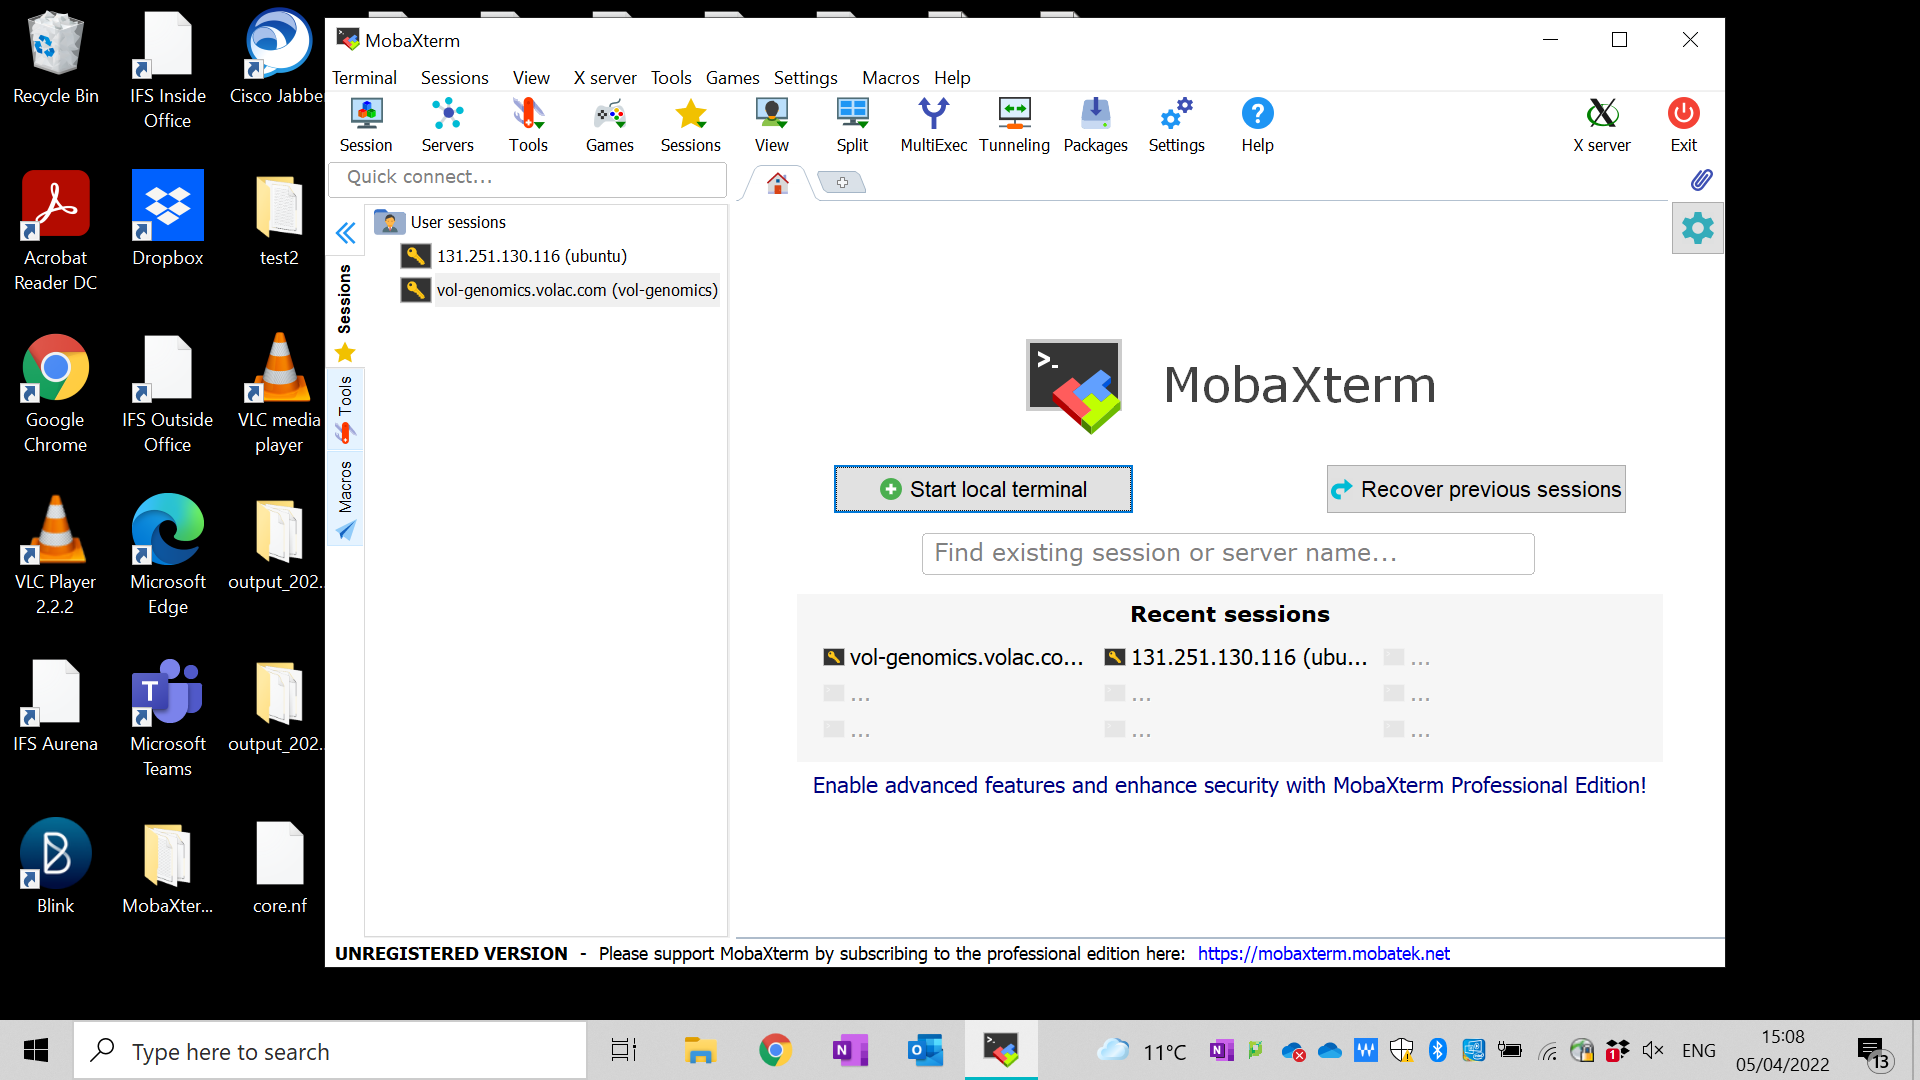 Recycle Bin
IFS Inside
Office
Cisco Jabber
Acrobat
Reader DC
Dropbox
test2
Google
Chrome
IFS Outside
Office
VLC media
player
VLC Player
2.2.2
Microsoft
Edge
output_202...
IFS Aurena
Microsoft
Teams
output_202...
Blink
MobaXter...
core.nf
MobaXterm
Terminal Sessions View X server Tools Games Settings Macros Help
Session Servers Tools Games Sessions View Split MultiExec Tunneling Packages Settings Help X server Exit
Quick connect...
Sessions
Tools
Macros
User sessions
131.251.130.116 (ubuntu)
vol-genomics.volac.com (vol-genomics)
MobaXterm
Start local terminal
Recover previous sessions
Find existing session or server name...
Recent sessions
vol-genomics.volac.co... 131.251.130.116 (ubu... ...
... ... ...
... ... ...
Enable advanced features and enhance security with MobaXterm Professional Edition!
UNREGISTERED VERSION - Please support MobaXterm by subscribing to the professional edition here: https://mobaxterm.mobatek.net
Type here to search
11°C
ENG
15:08
05/04/2022
13